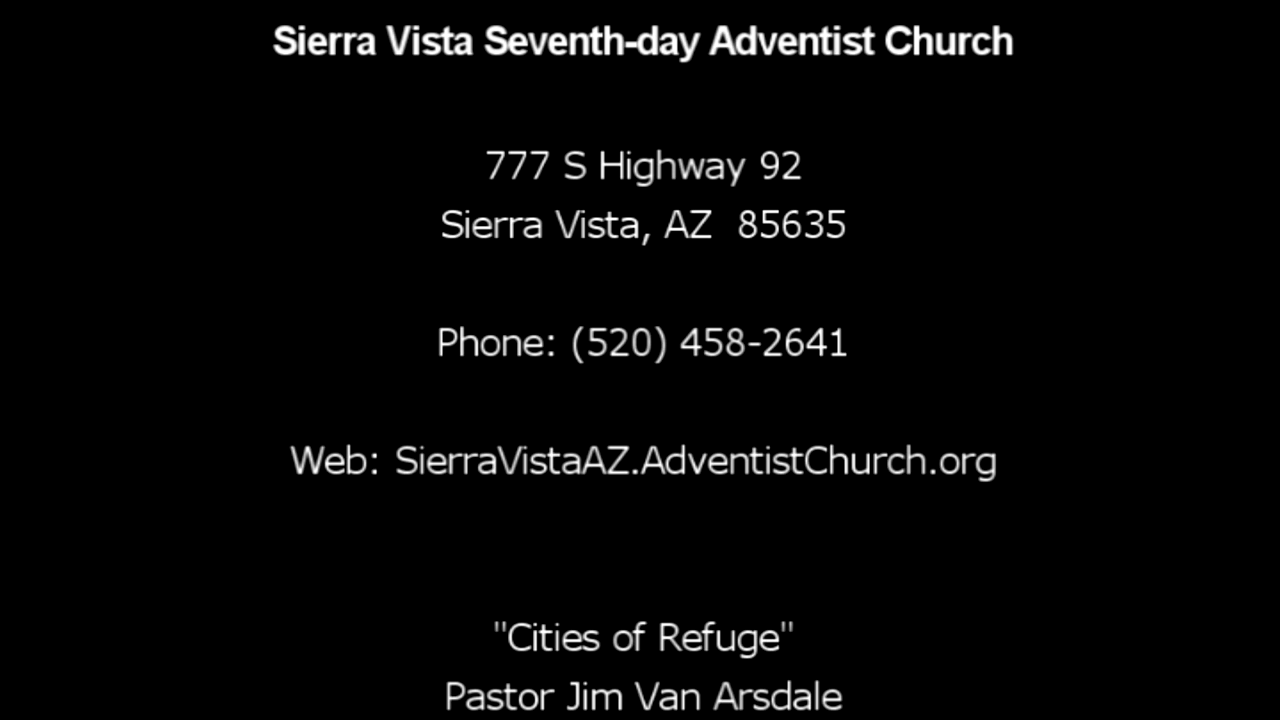 Sierra Vista Seventh-day Adventist Church
777 S Highway 92
Sierra Vista, AZ  85635
Phone: (520) 458-2641
Web: SierraVistaAZ.AdventistChurch.org
"Cities of Refuge"
Pastor Jim Van Arsdale